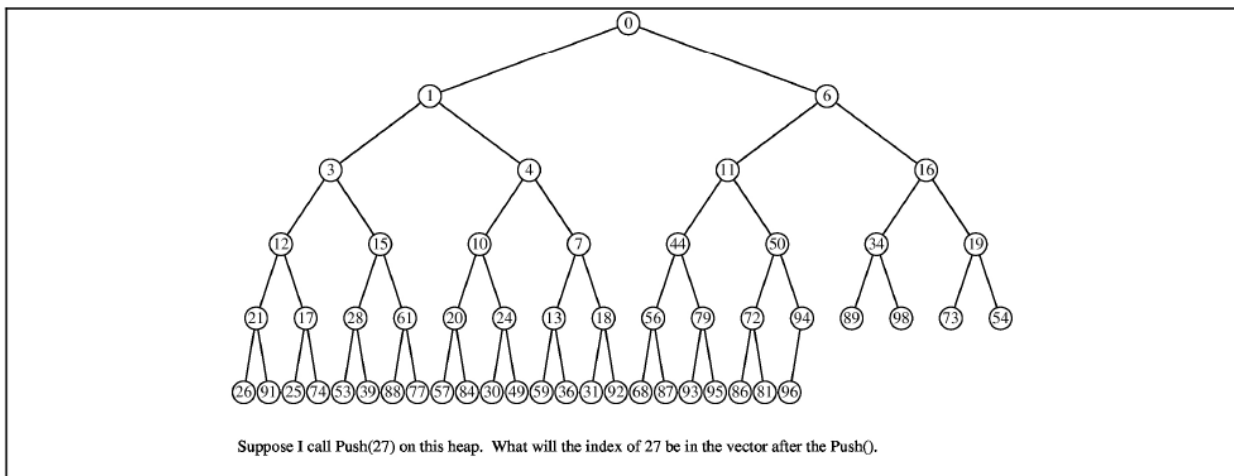 0
1 6
3 4 11 16
12 15 10 7 44 50 34 19
21 17 28 61 20 24 13 18 56 79 72 94 89 98 73 54
26 91 25 74 53 39 88 77 57 84 30 49 59 36 31 92 68 87 93 95 86 81 96
Suppose I call Push(27) on this heap. What will the index of 27 be in the vector after the Push().